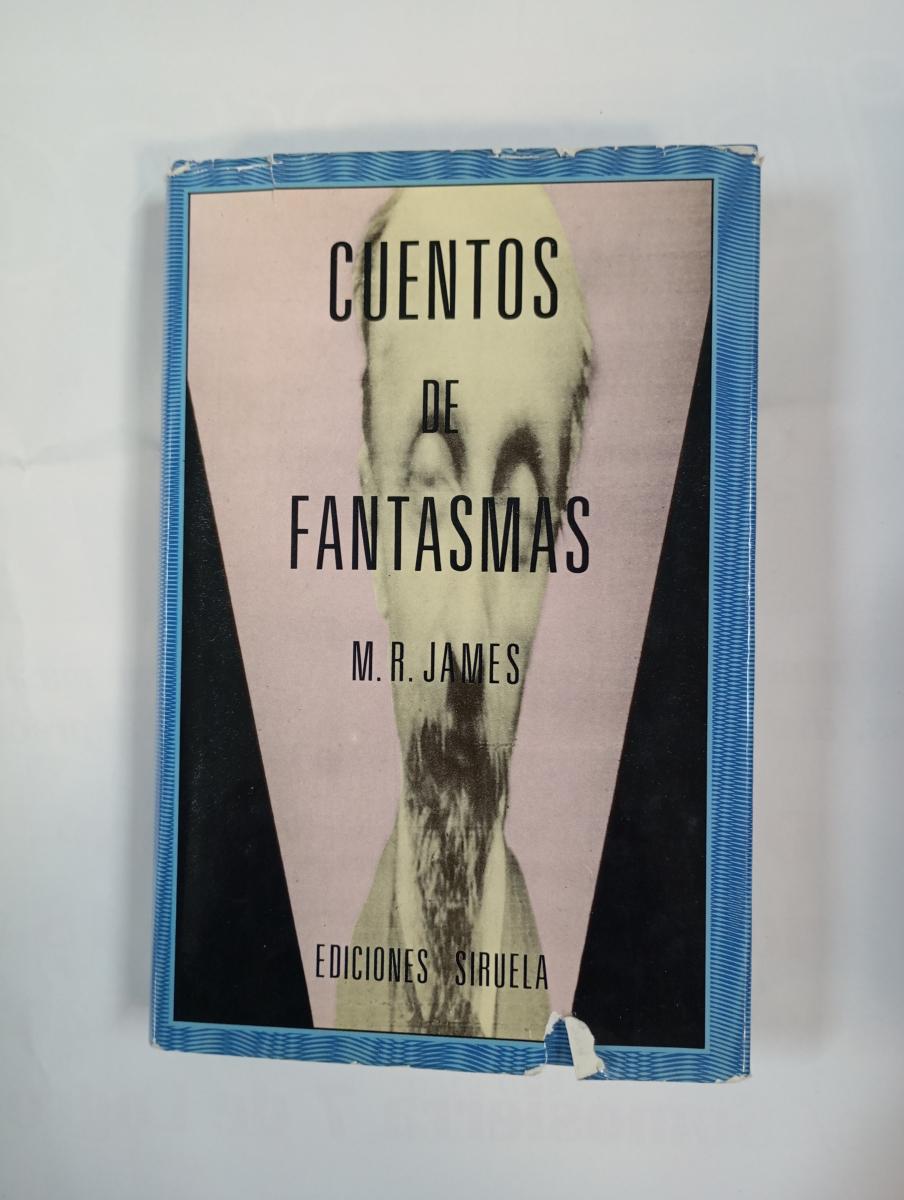 CUENTOS
DE
FANTASMAS
M. R. JAMES
EDICIONES SIRUELA